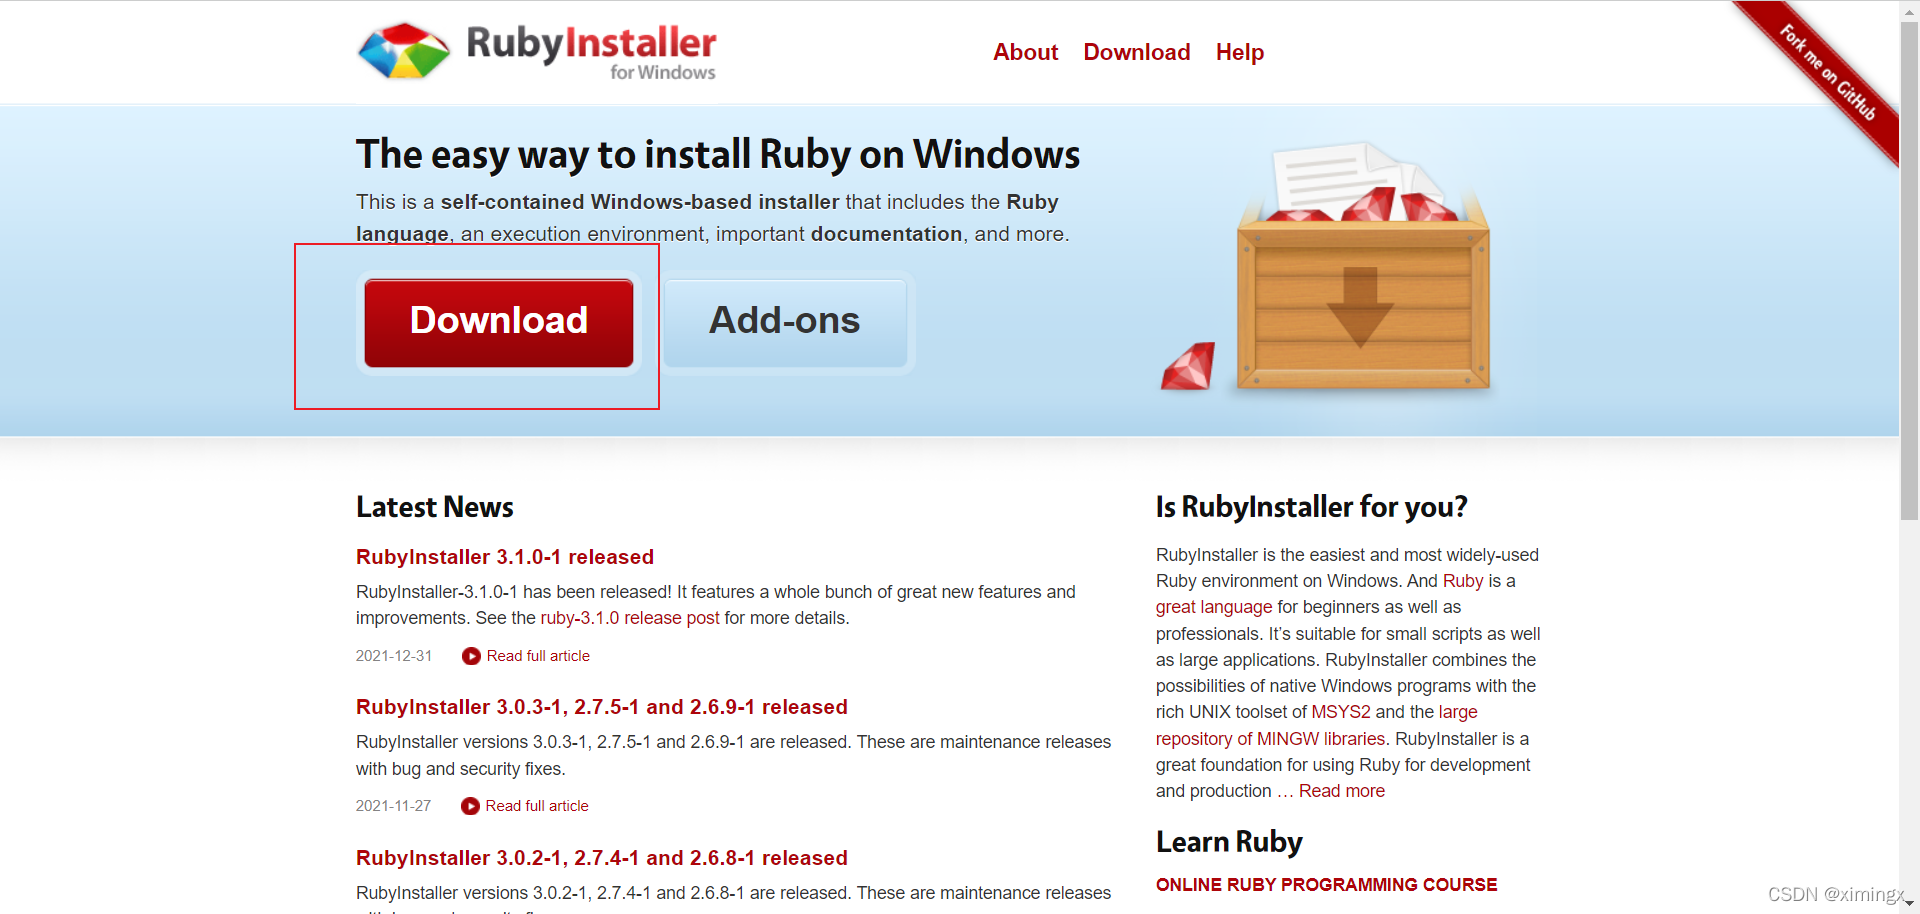 RubyInstaller
for Windows
About Download Help
Fork me on GitHub
The easy way to install Ruby on Windows
This is a self-contained Windows-based installer that includes the Ruby
language, an execution environment, important documentation, and more.
Download
Add-ons
Latest News
RubyInstaller 3.1.0-1 released
RubyInstaller-3.1.0-1 has been released! It features a whole bunch of great new features and
improvements. See the ruby-3.1.0 release post for more details.
2021-12-31 Read full article
RubyInstaller 3.0.3-1, 2.7.5-1 and 2.6.9-1 released
RubyInstaller versions 3.0.3-1, 2.7.5-1 and 2.6.9-1 are released. These are maintenance releases
with bug and security fixes.
2021-11-27 Read full article
RubyInstaller 3.0.2-1, 2.7.4-1 and 2.6.8-1 released
RubyInstaller versions 3.0.2-1, 2.7.4-1 and 2.6.8-1 are released. These are maintenance releases
Is RubyInstaller for you?
RubyInstaller is the easiest and most widely-used
Ruby environment on Windows. And Ruby is a
great language for beginners as well as
professionals. It’s suitable for small scripts as well
as large applications. RubyInstaller combines the
possibilities of native Windows programs with the
rich UNIX toolset of MSYS2 and the large
repository of MINGW libraries. RubyInstaller is a
great foundation for using Ruby for development
and production … Read more
Learn Ruby
ONLINE RUBY PROGRAMMING COURSE
CSDN @ximingx